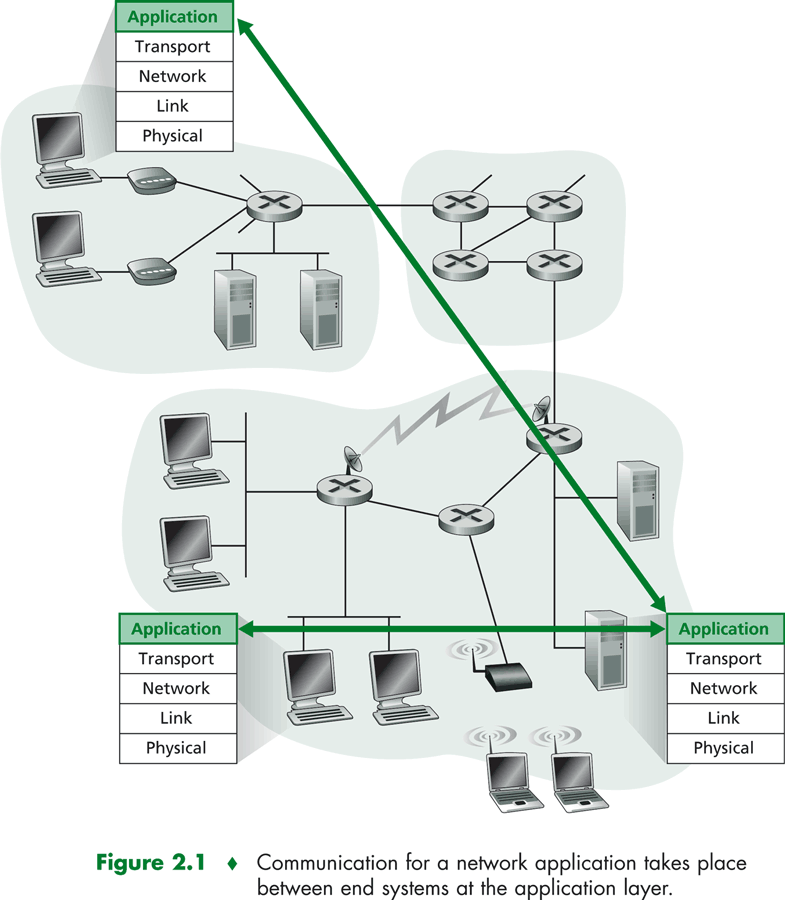 Application
Transport
Network
Link
Physical
Application
Transport
Network
Link
Physical
Application
Transport
Network
Link
Physical
Figure 2.1 ♦ Communication for a network application takes place
between end systems at the application layer.